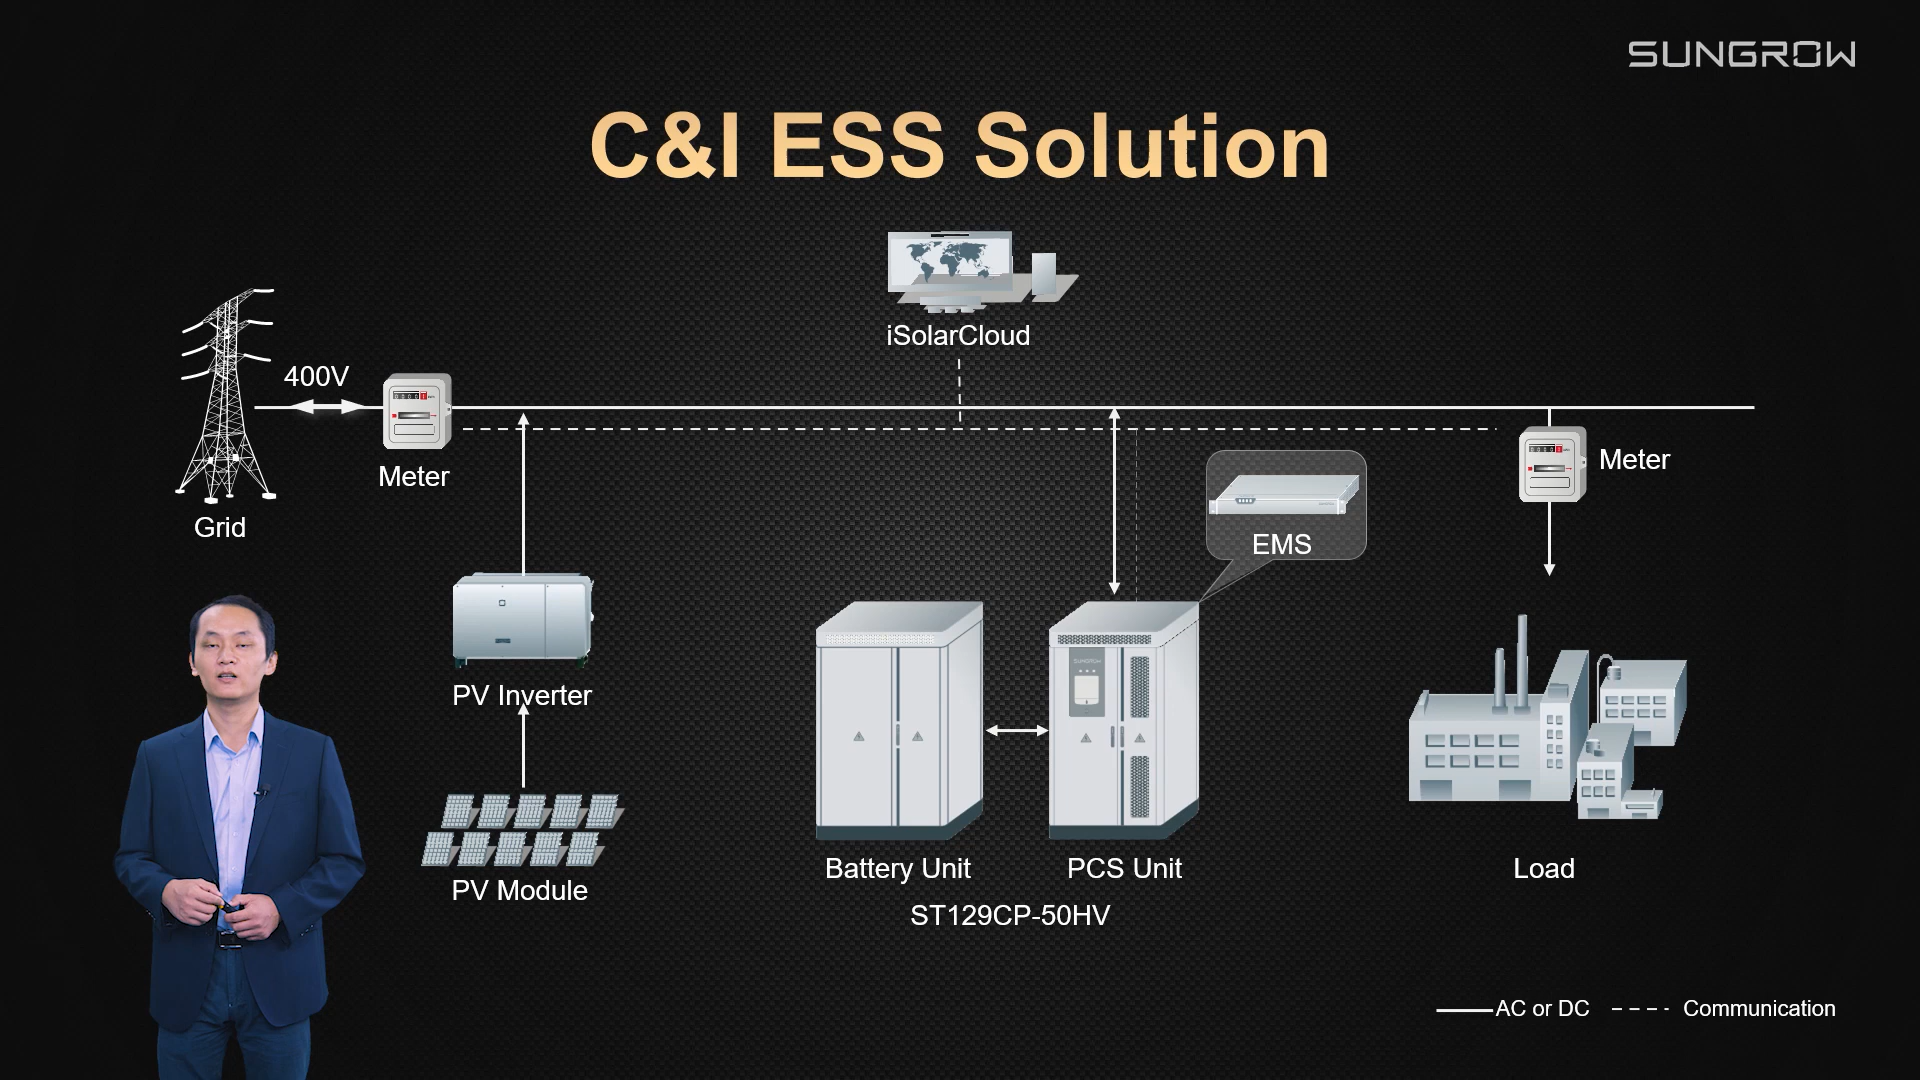 SUNGROW
C&I ESS Solution
iSolarCloud
400V
Meter
Meter
EMS
Grid
PV Inverter
SUNGROW
Battery Unit
PCS Unit
Load
PV Module
ST129CP-50HV
AC or DC
Communication